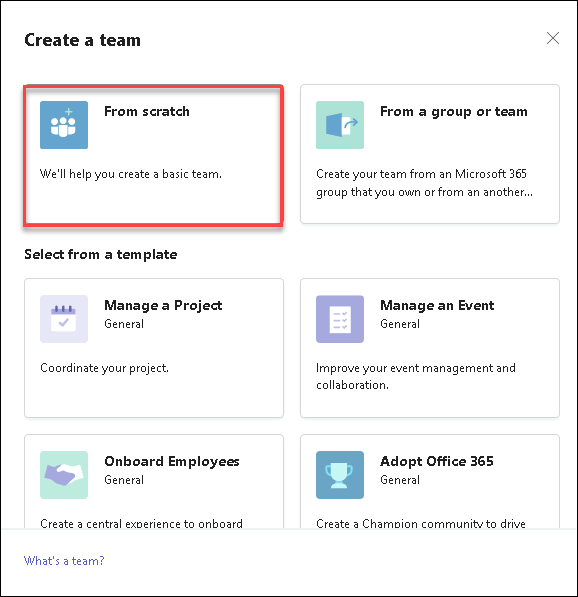 Create a team
From scratch
We'll help you create a basic team.
From a group or team
Create your team from an Microsoft 365
group that you own or from an another...
Select from a template
Manage a Project
General
Coordinate your project.
Manage an Event
General
Improve your event management and
collaboration.
Onboard Employees
General
Create a central experience to onboard
Adopt Office 365
General
Create a Champion community to drive
What's a team?